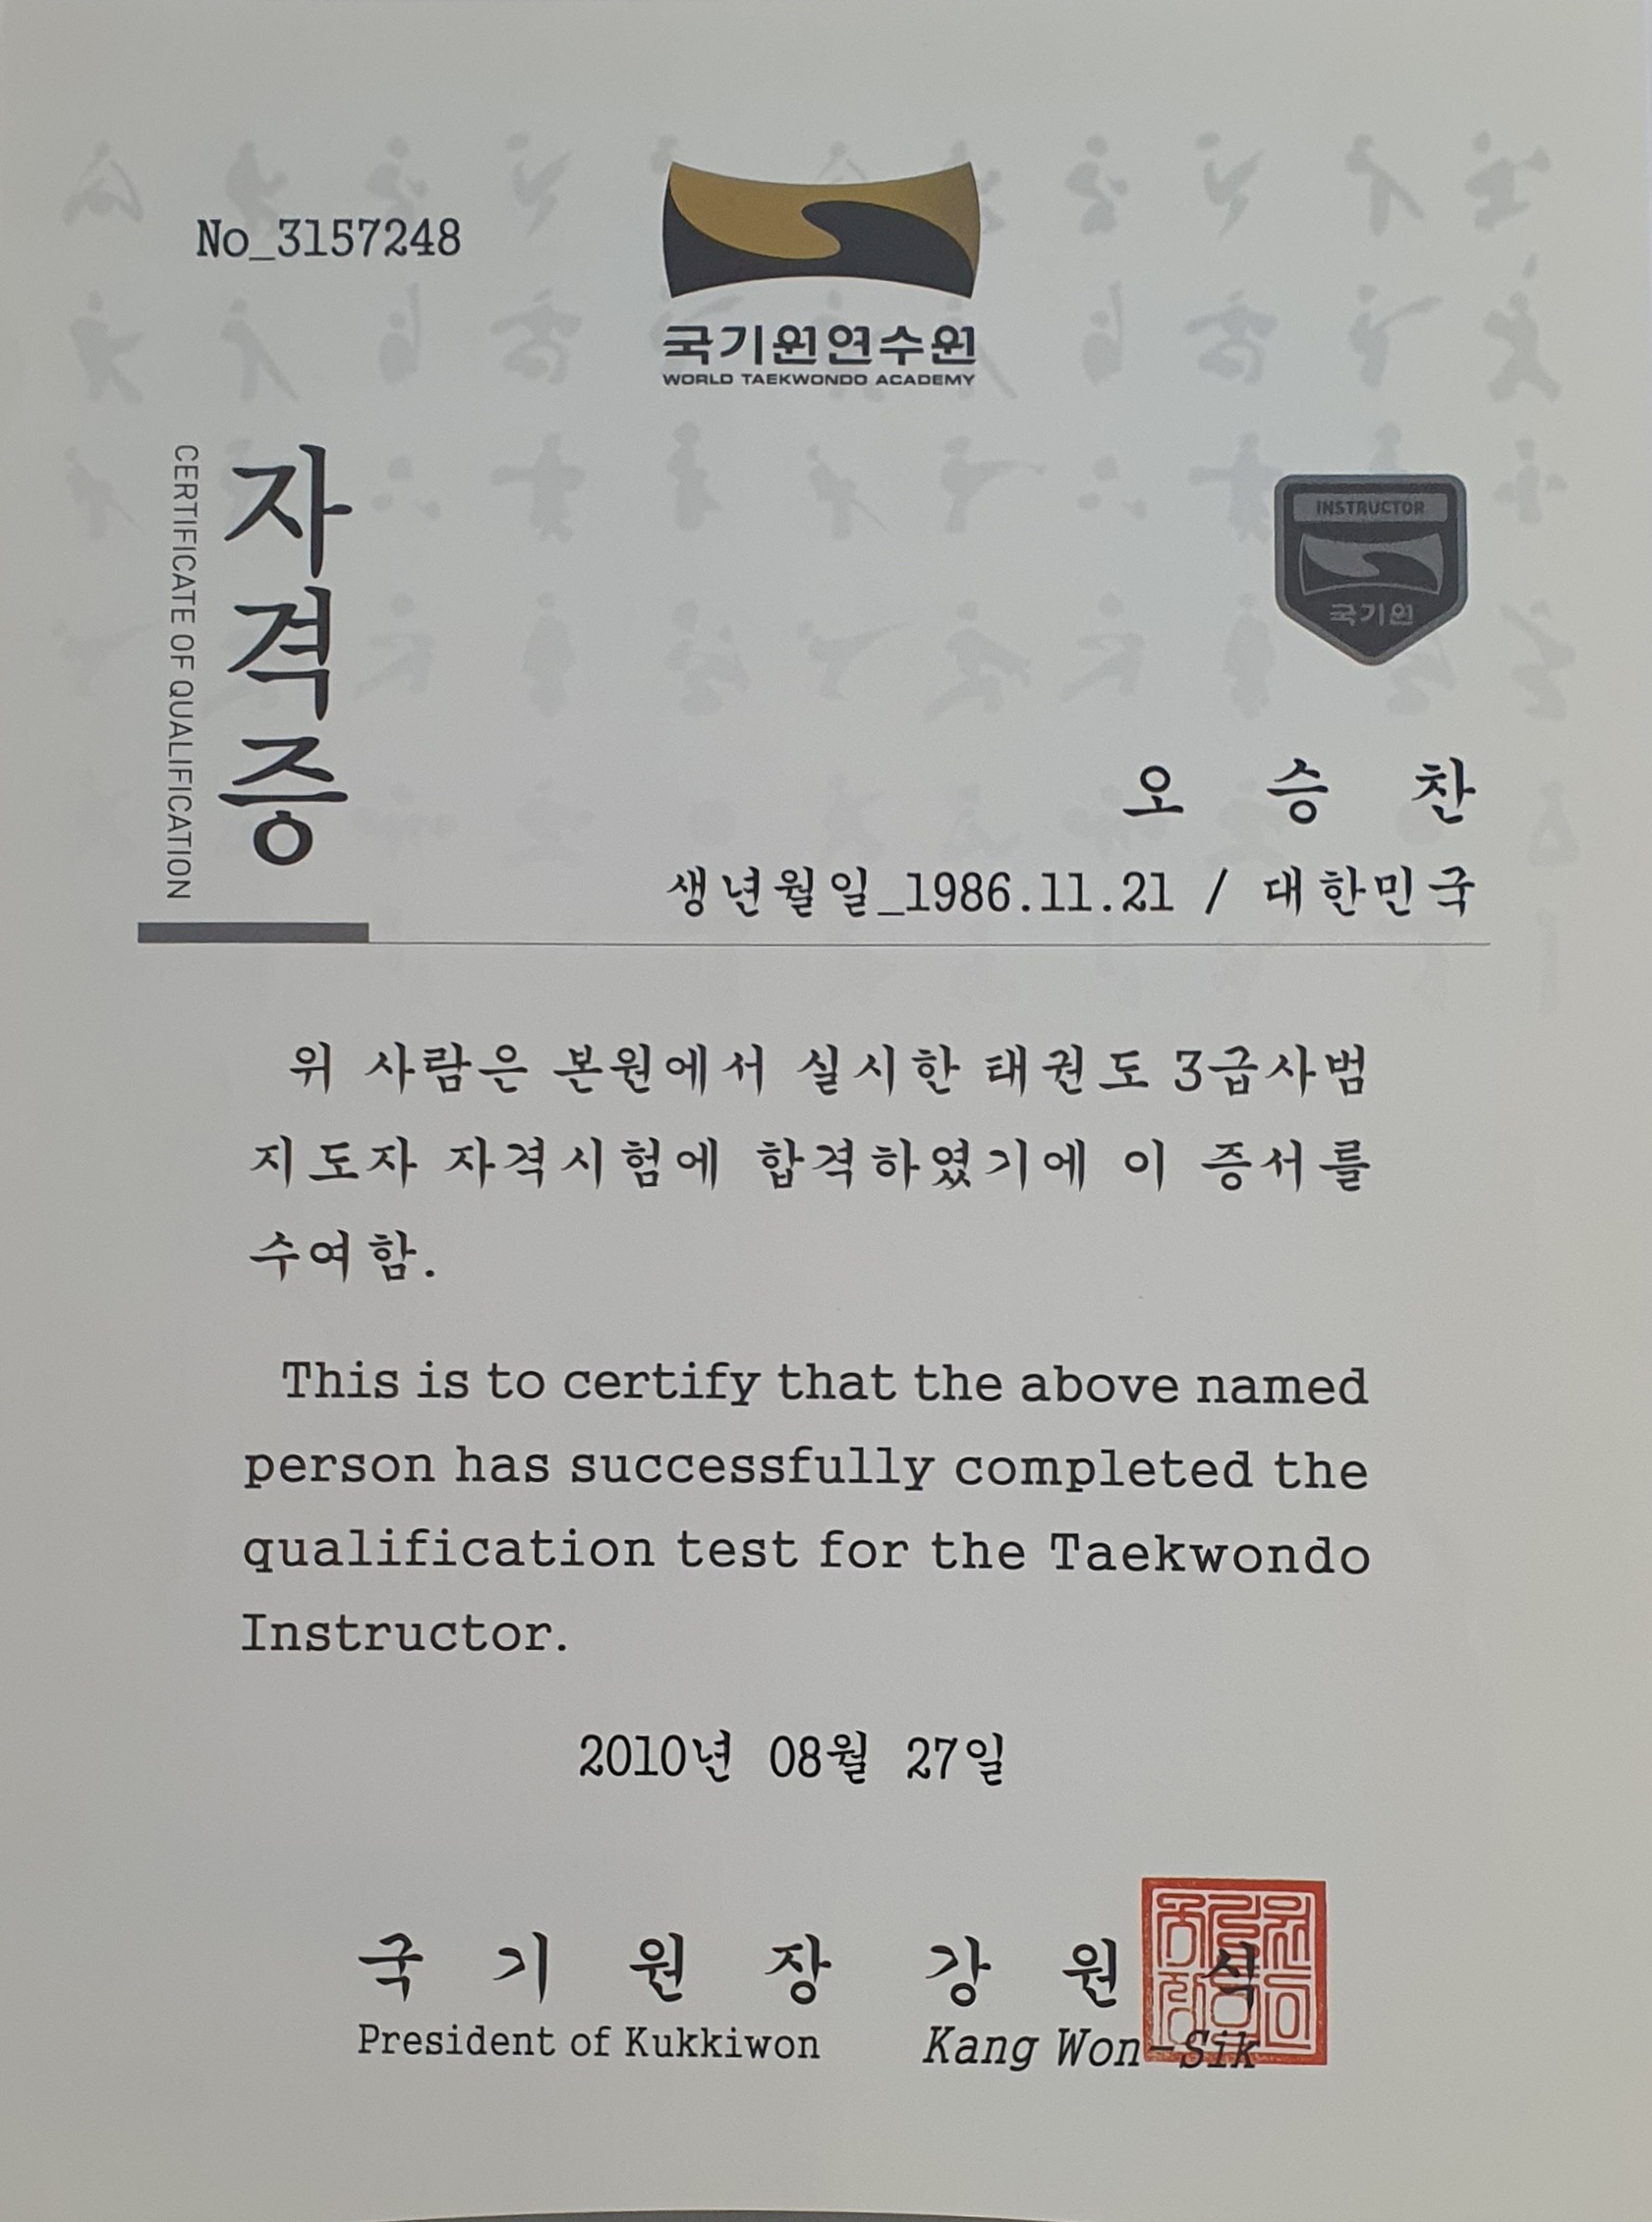 No_3157248
국기원연수원
WORLD TAEKWONDO ACADEMY
자격증
CERTIFICATE OF QUALIFICATION
INSTRUCTOR
국기원
오 승 찬
생년월일_1986.11.21 / 대한민국
위 사람은 본원에서 실시한 태권도 3급사범
지도자 자격시험에 합격하였기에 이 증서를
수여함.
This is to certify that the above named
person has successfully completed the
qualification test for the Taekwondo
Instructor.
2010년 08월 27일
국 기 원 장 강 원 식
President of Kukkiwon Kang Won-Sik